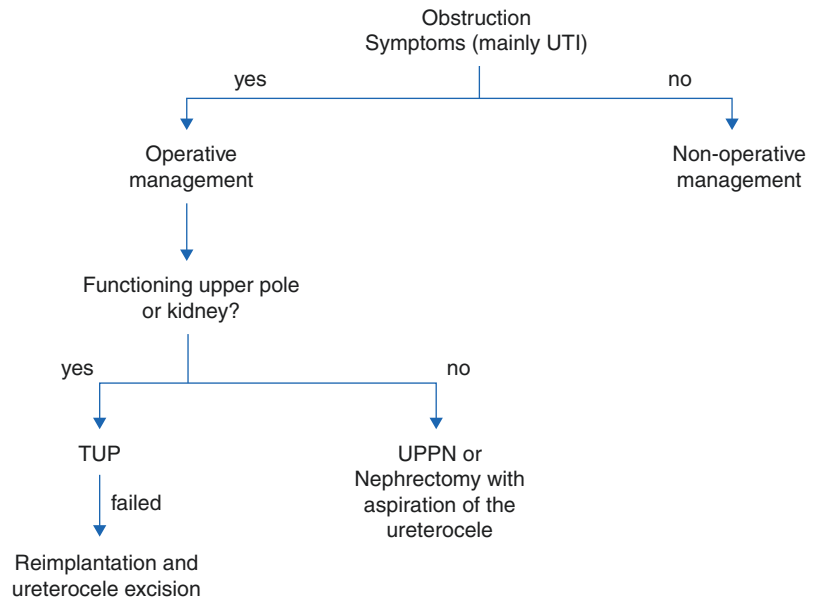 Obstruction
Symptoms (mainly UTI)
yes
no
Operative
management
Non-operative
management
Functioning upper pole
or kidney?
yes
no
TUP
UPPN or
Nephrectomy with
aspiration of the
ureterocele
failed
Reimplantation and
ureterocele excision